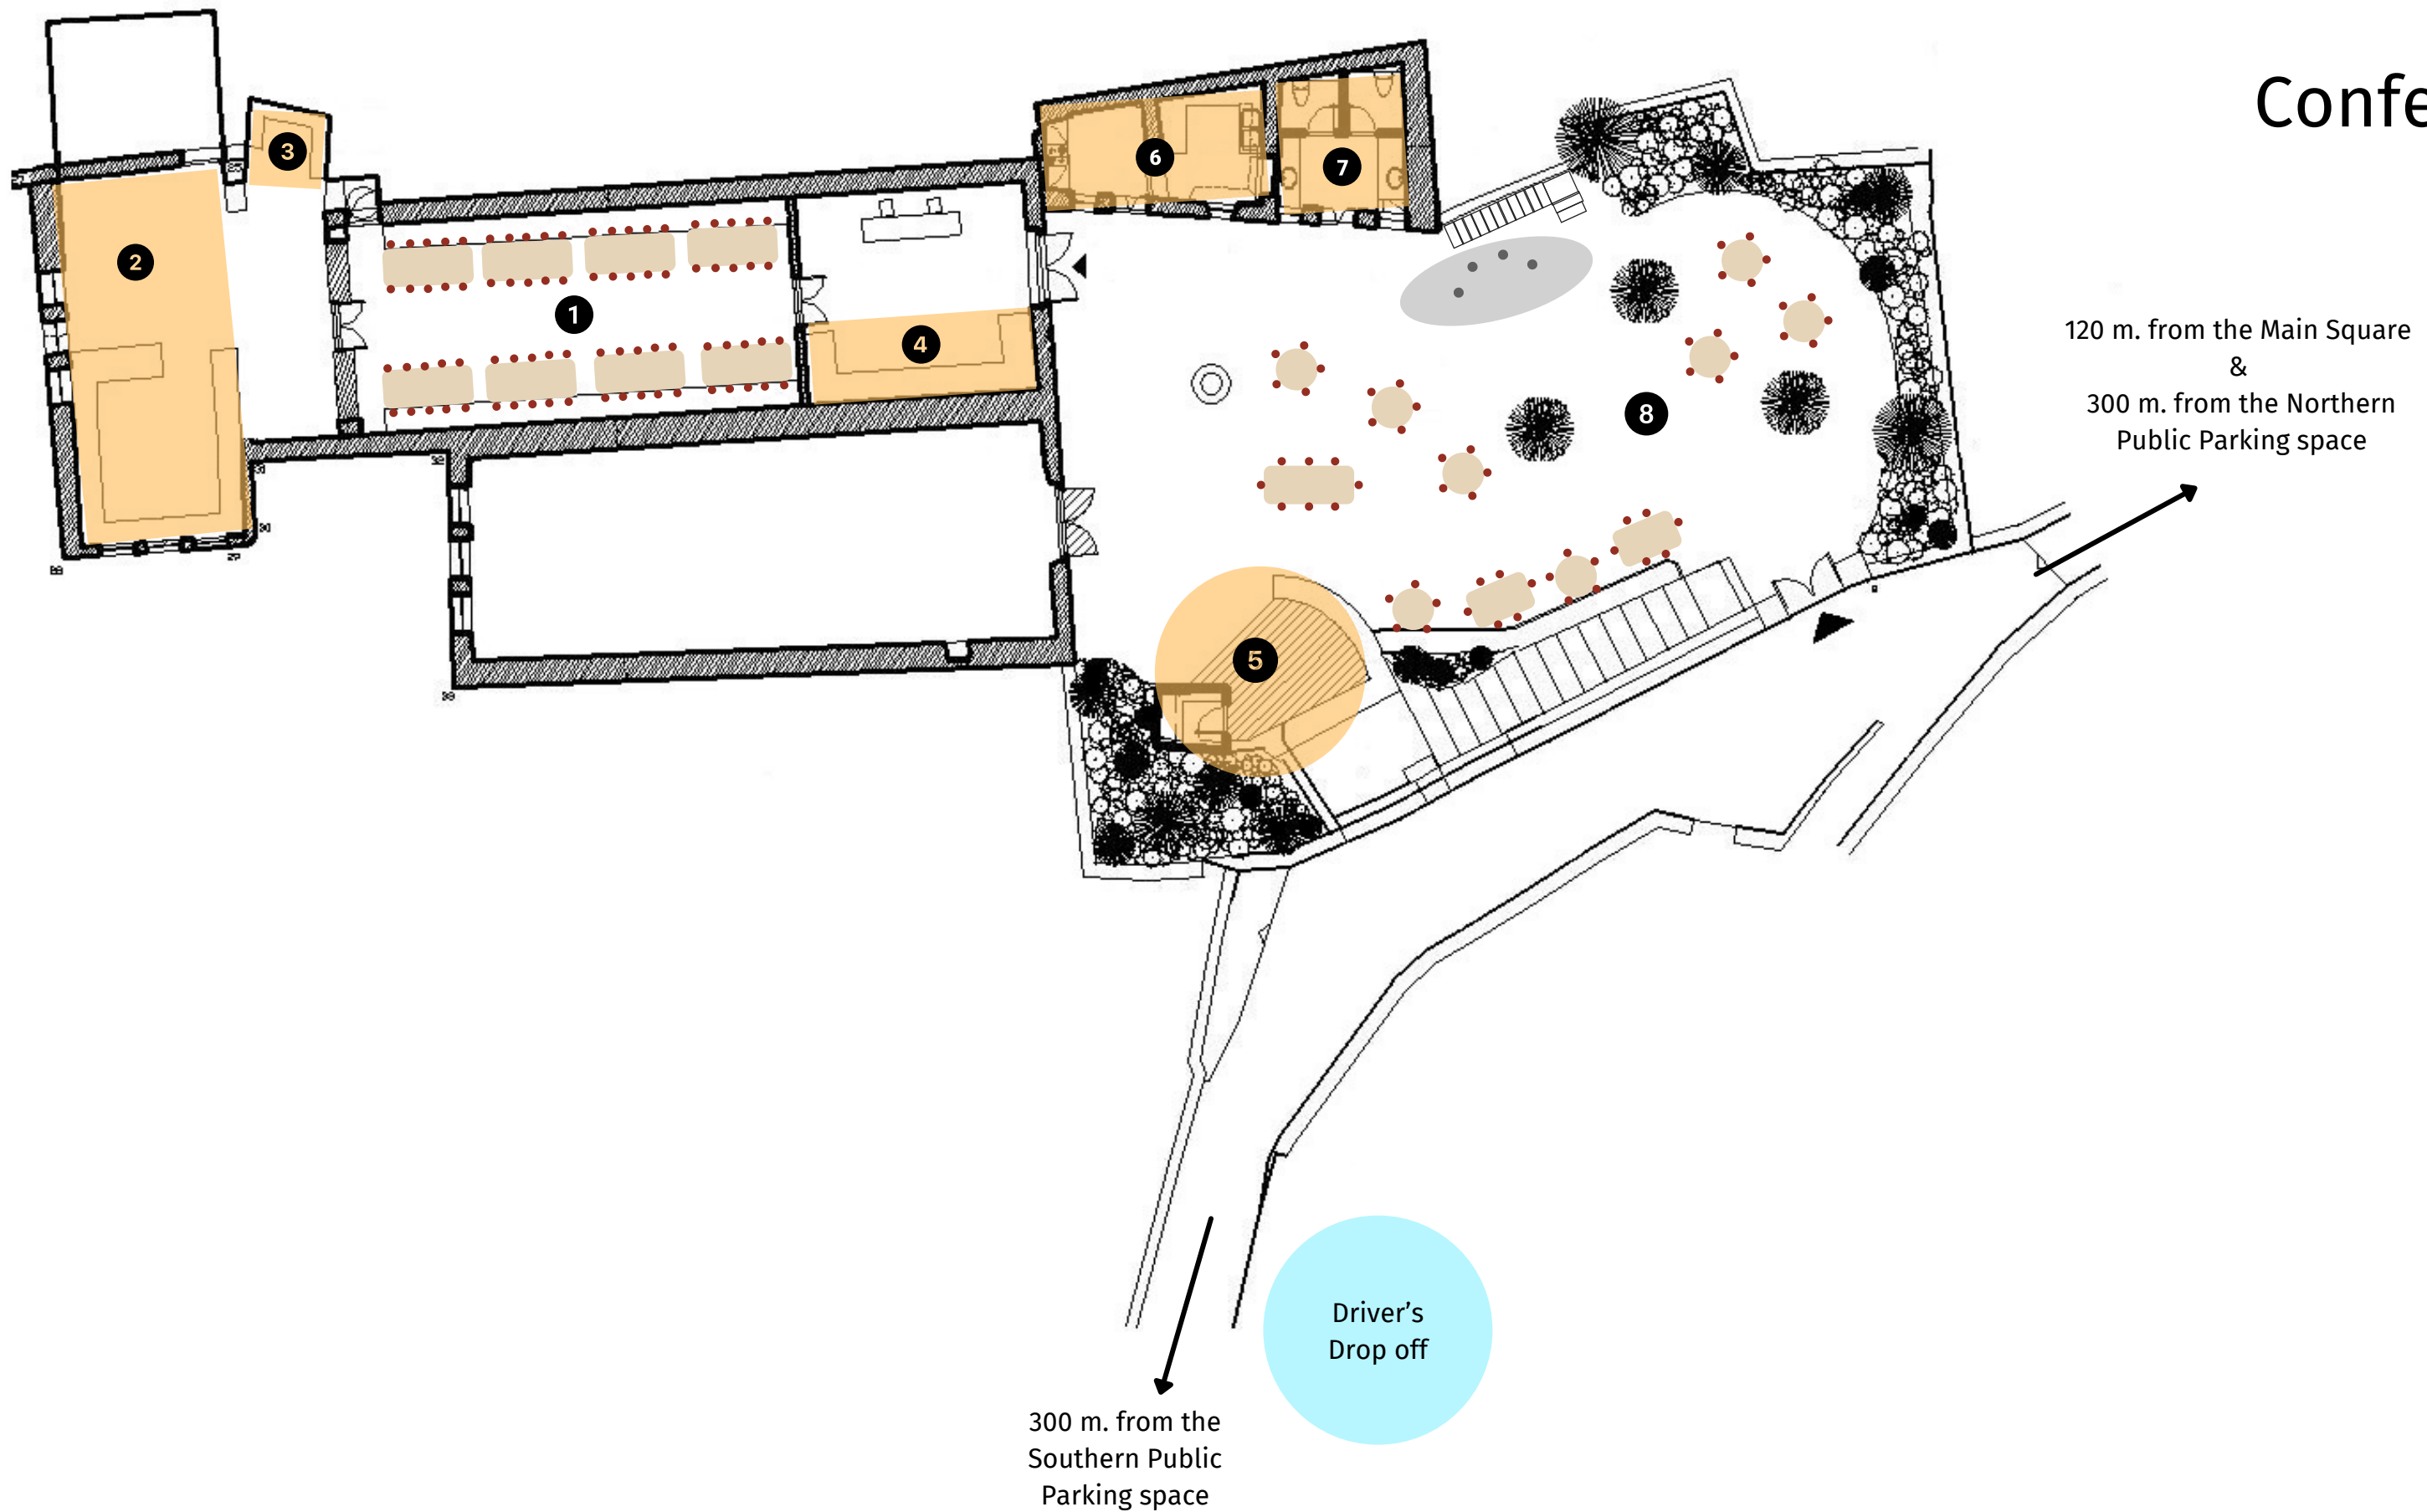 Confe
3
6
7
2
1
4
8
120 m. from the Main Square
&
300 m. from the Northern
Public Parking space
5
Driver's
Drop off
300 m. from the
Southern Public
Parking space